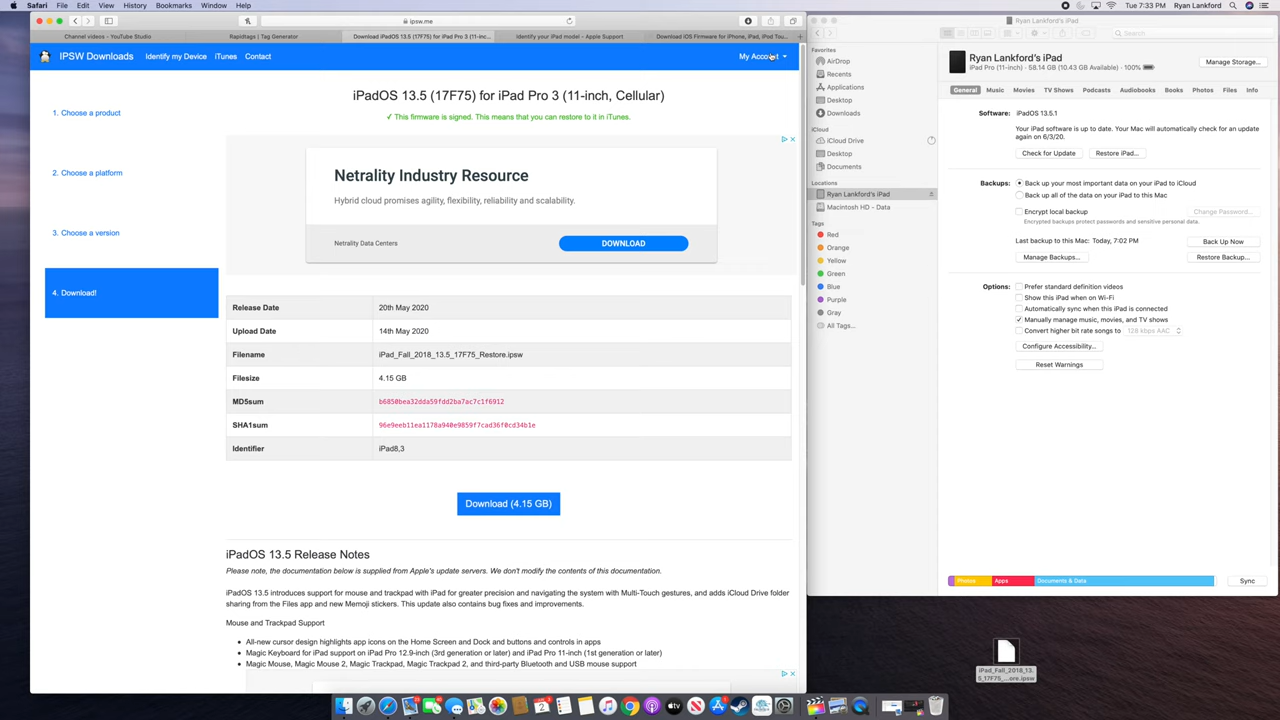 Safari File Edit View History Bookmarks Window Help
Tue 7:33 PM Ryan Lankford
ipsw.me
Channel videos - YouTube Studio
Rapidtags | Tag Generator
Download iPadOS 13.5 (17F75) for iPad Pro 3 (11-inc...
Identify your iPad model - Apple Support
Download iOS Firmware for iPhone, iPad, iPod Tou...
IPSW Downloads
Identify my Device
iTunes
Contact
My Account
1. Choose a product
2. Choose a platform
3. Choose a version
4. Download!
iPadOS 13.5 (17F75) for iPad Pro 3 (11-inch, Cellular)
✓ This firmware is signed. This means that you can restore to it in iTunes.
Netrality Industry Resource
Hybrid cloud promises agility, flexibility, reliability and scalability.
Netrality Data Centers
DOWNLOAD
Release Date 20th May 2020
Upload Date 14th May 2020
Filename iPad_Fall_2018_13.5_17F75_Restore.ipsw
Filesize 4.15 GB
MD5sum b6850bea32dda59fdd2ba7ac7c1f6912
SHA1sum 96e9eeb11ea1178a940e9859f7cad36f0cd34b1e
Identifier iPad8,3
Download (4.15 GB)
iPadOS 13.5 Release Notes
Please note, the documentation below is supplied from Apple's update servers. We don't modify the contents of this documentation.
iPadOS 13.5 introduces support for mouse and trackpad with iPad for greater precision and navigating the system with Multi-Touch gestures, and adds iCloud Drive folder
sharing from the Files app and new Memoji stickers. This update also contains bug fixes and improvements.
Mouse and Trackpad Support
• All-new cursor design highlights app icons on the Home Screen and Dock and buttons and controls in apps
• Magic Keyboard for iPad support on iPad Pro 12.9-inch (3rd generation or later) and iPad Pro 11-inch (1st generation or later)
• Magic Mouse, Magic Mouse 2, Magic Trackpad, Magic Trackpad 2, and third-party Bluetooth and USB mouse support
Ryan Lankford's iPad
Search
Favorites
AirDrop
Recents
Applications
Desktop
Downloads
iCloud
iCloud Drive
Desktop
Documents
Locations
Ryan Lankford's iPad
Macintosh HD - Data
Tags
Red
Orange
Yellow
Green
Blue
Purple
Gray
All Tags...
Ryan Lankford's iPad
iPad Pro (11-inch) - 58.14 GB (10.43 GB Available) - 100%
Manage Storage...
General Music Movies TV Shows Podcasts Audiobooks Books Photos Files Info
Software: iPadOS 13.5.1
Your iPad software is up to date. Your Mac will automatically check for an update
again on 6/3/20.
Check for Update
Restore iPad...
Backups: Back up your most important data on your iPad to iCloud
Back up all of the data on your iPad to this Mac
Encrypt local backup
Change Password...
Encrypted backups protect passwords and sensitive personal data.
Last backup to this Mac: Today, 7:02 PM
Back Up Now
Manage Backups...
Restore Backup...
Options: Prefer standard definition videos
Show this iPad when on Wi-Fi
Automatically sync when this iPad is connected
Manually manage music, movies, and TV shows
Convert higher bit rate songs to 128 kbps AAC
Configure Accessibility...
Reset Warnings
Photos
Apps
Documents & Data
Sync
iPad_Fall_2018_13.
5_17F75_...ore.ipsw